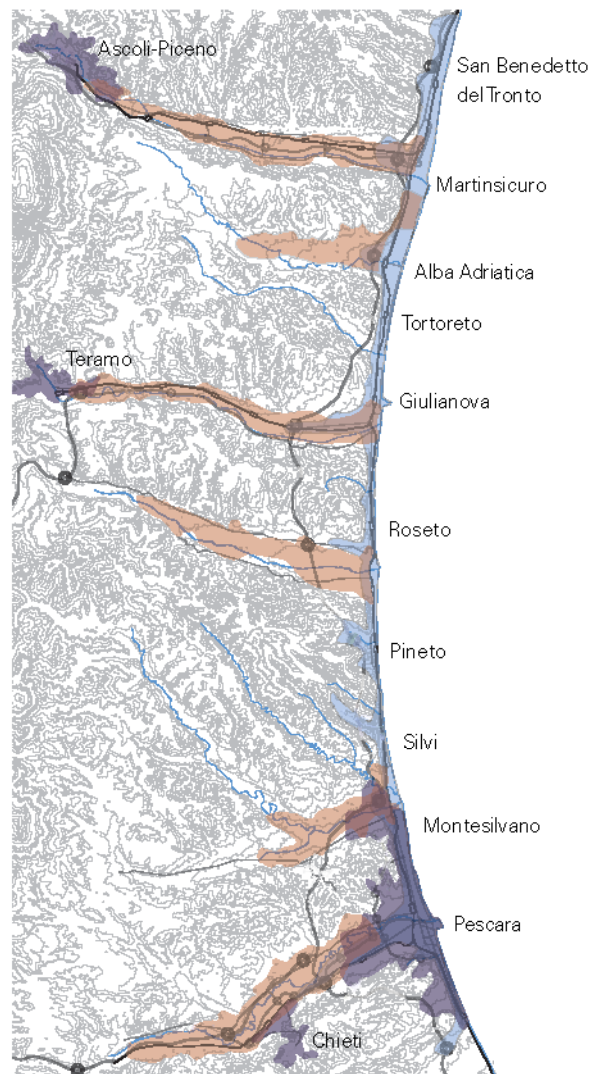 Ascoli-Piceno
San Benedetto
del Tronto
Martinsicuro
Alba Adriatica
Tortoreto
Teramo
Giulianova
Roseto
Pineto
Silvi
Montesilvano
Pescara
Chieti